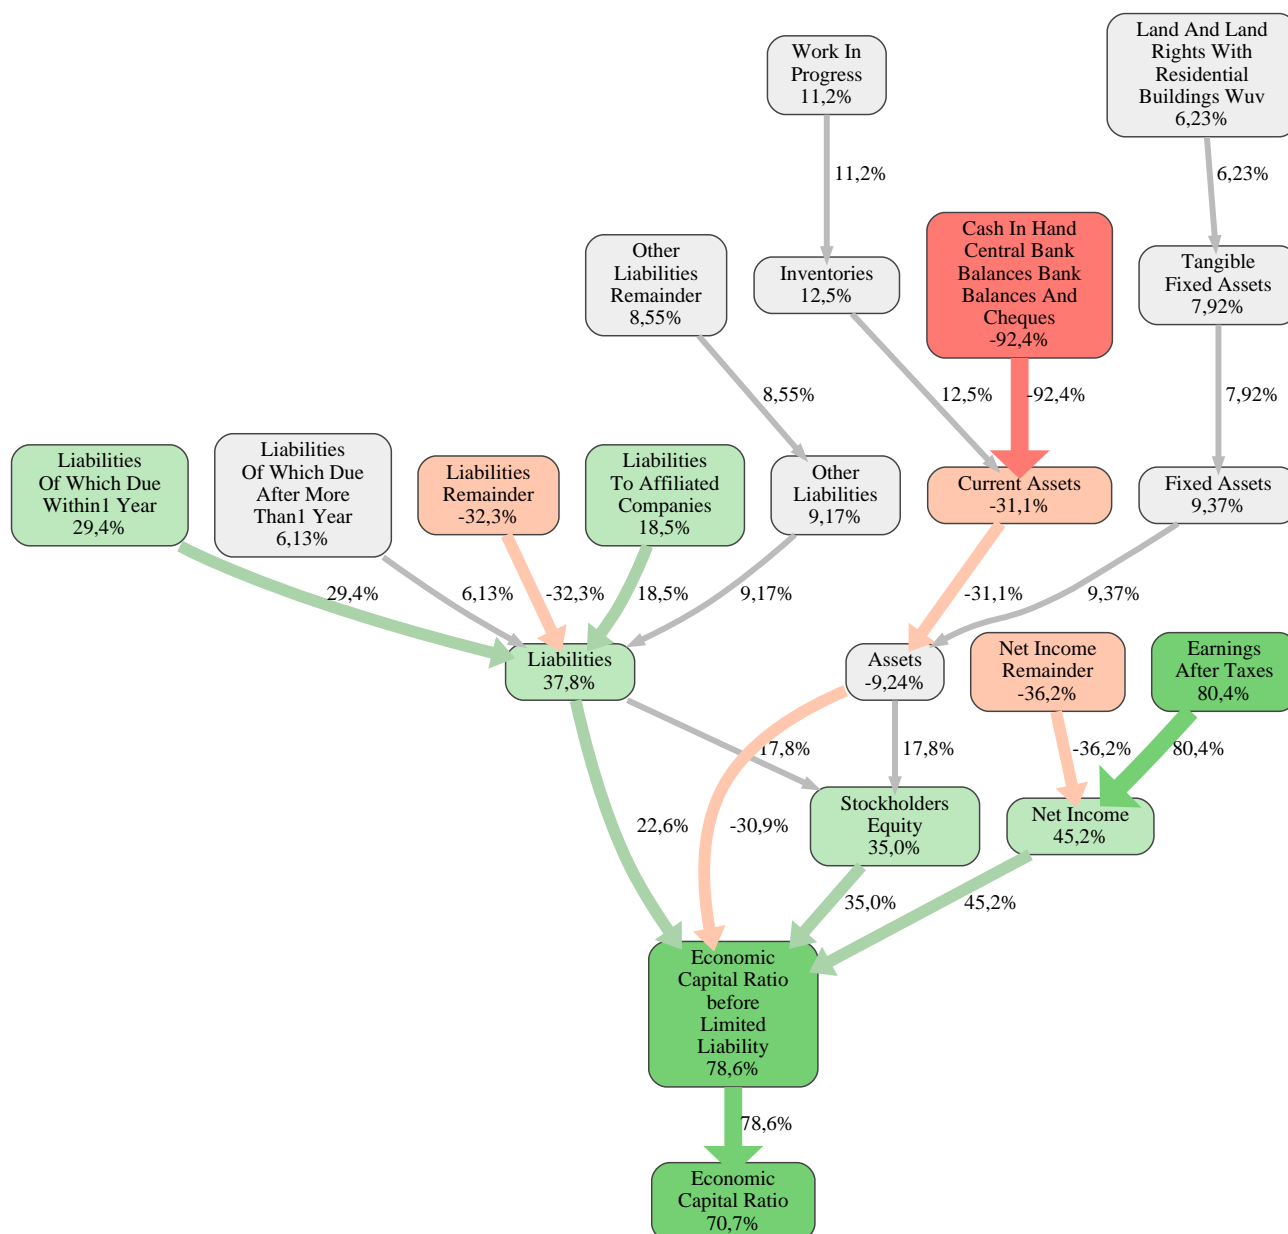 Work In
Progress
11,2%
Land And Land
Rights With
Residential
Buildings Wuv
6,23%
11,2%
6,23%
Other
Liabilities
Remainder
8,55%
Inventories
12,5%
Cash In Hand
Central Bank
Balances Bank
Balances And
Cheques
-92,4%
Tangible
Fixed Assets
7,92%
8,55%
12,5%
-92,4%
7,92%
Liabilities
Of Which Due
Within1 Year
29,4%
Liabilities
Of Which Due
After More
Than1 Year
6,13%
Liabilities
Remainder
-32,3%
Liabilities
To Affiliated
Companies
18,5%
Other
Liabilities
9,17%
Current Assets
-31,1%
Fixed Assets
9,37%
29,4%
6,13%
-32,3%
18,5%
9,17%
-31,1%
9,37%
Liabilities
37,8%
Assets
-9,24%
Net Income
Remainder
-36,2%
Earnings
After Taxes
80,4%
17,8%
17,8%
-36,2%
80,4%
Stockholders
Equity
35,0%
Net Income
45,2%
22,6%
-30,9%
35,0%
45,2%
Economic
Capital Ratio
before
Limited
Liability
78,6%
78,6%
Economic
Capital Ratio
70,7%